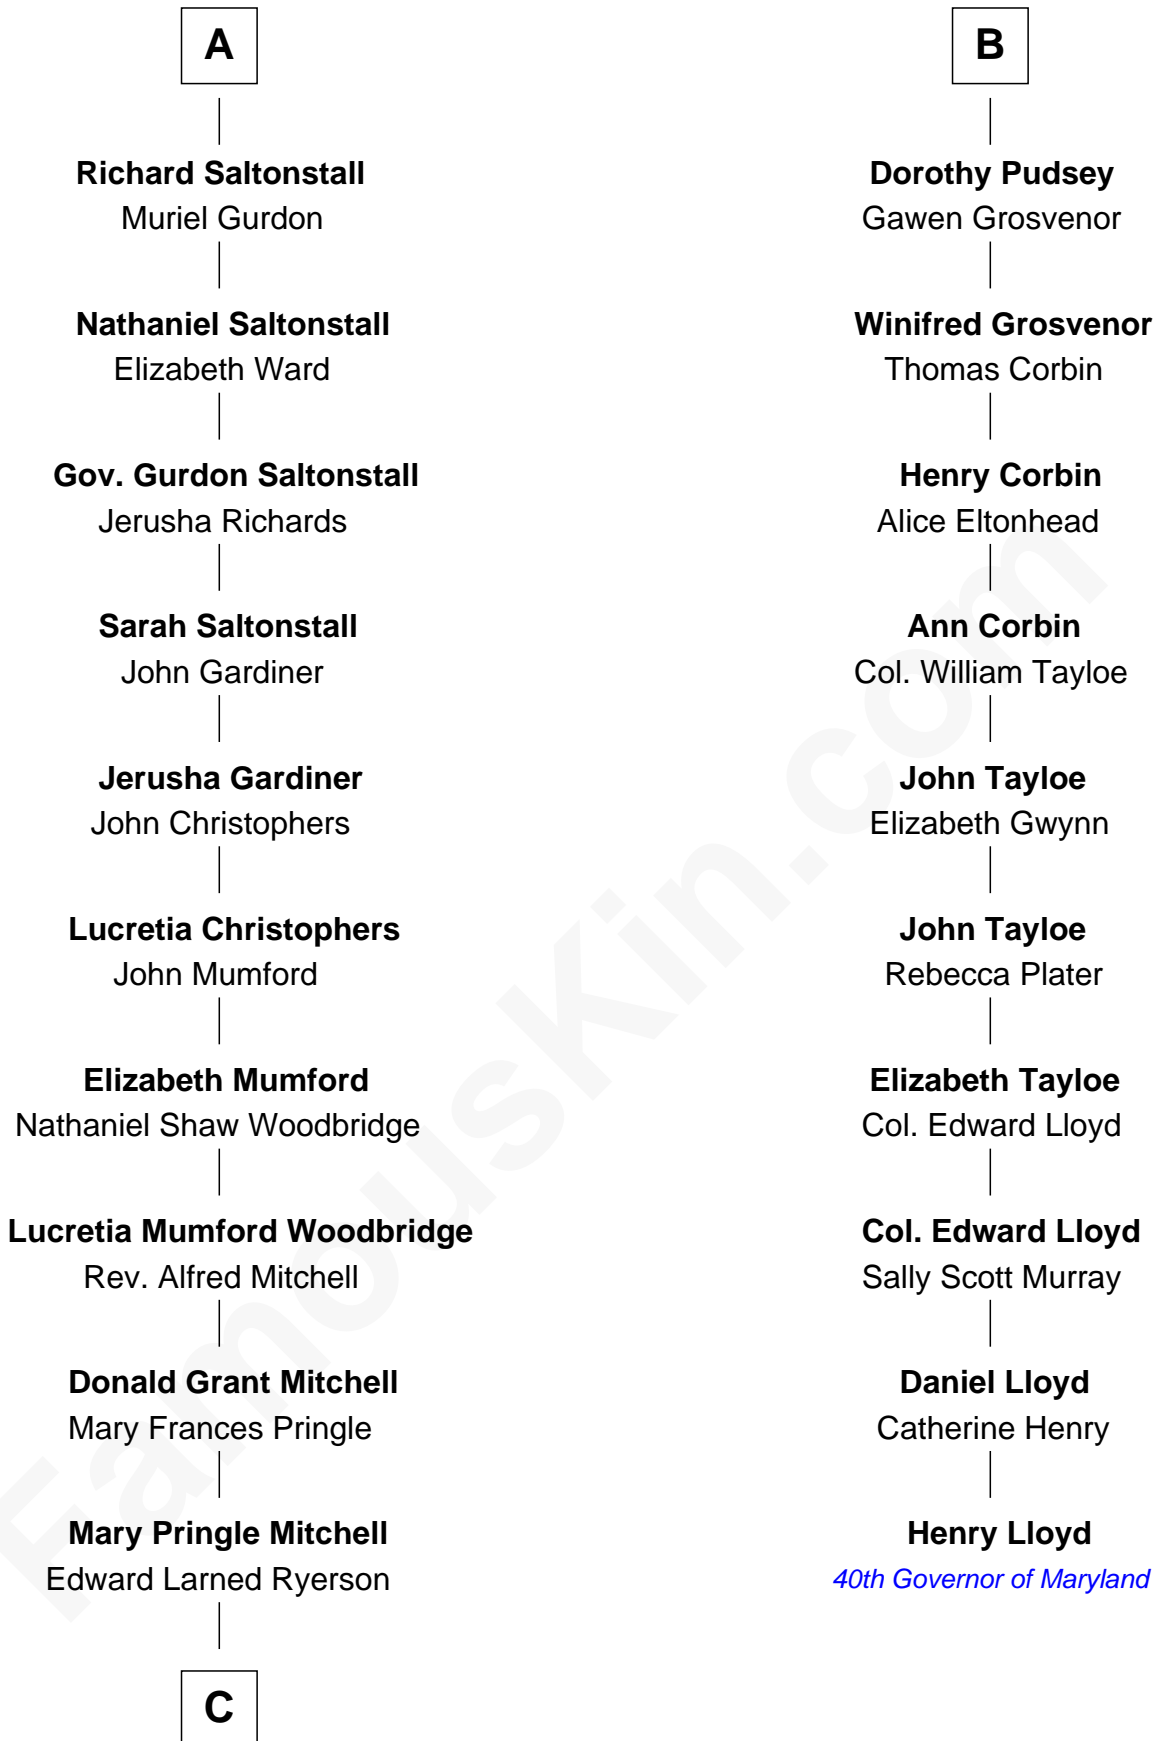 A
Richard Saltonstall
Muriel Gurdon
Nathaniel Saltonstall
Elizabeth Ward
Gov. Gurdon Saltonstall
Jerusha Richards
Sarah Saltonstall
John Gardiner
Jerusha Gardiner
John Christophers
Lucretia Christophers
John Mumford
Elizabeth Mumford
Nathaniel Shaw Woodbridge
Lucretia Mumford Woodbridge
Rev. Alfred Mitchell
Donald Grant Mitchell
Mary Frances Pringle
Mary Pringle Mitchell
Edward Larned Ryerson
C
B
Dorothy Pudsey
Gawen Grosvenor
Winifred Grosvenor
Thomas Corbin
Henry Corbin
Alice Eltonhead
Ann Corbin
Col. William Tayloe
John Tayloe
Elizabeth Gwynn
John Tayloe
Rebecca Plater
Elizabeth Tayloe
Col. Edward Lloyd
Col. Edward Lloyd
Sally Scott Murray
Daniel Lloyd
Catherine Henry
Henry Lloyd
40th Governor of Maryland
FamousKin.com